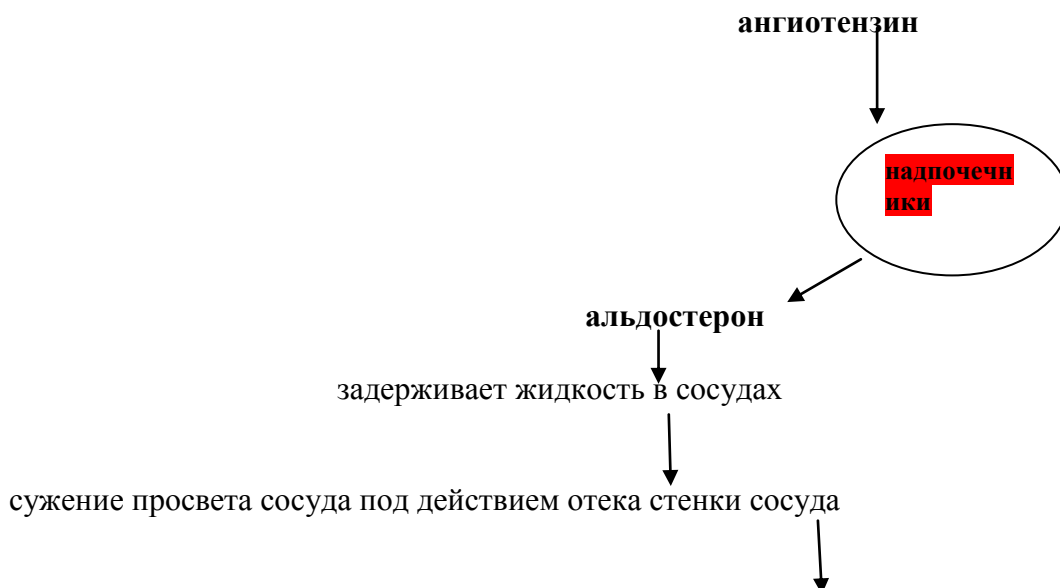 ангиотензин
надпочечн
ики
альдостерон
задерживает жидкость в сосудах
сужение просвета сосуда под действием отека стенки сосуда